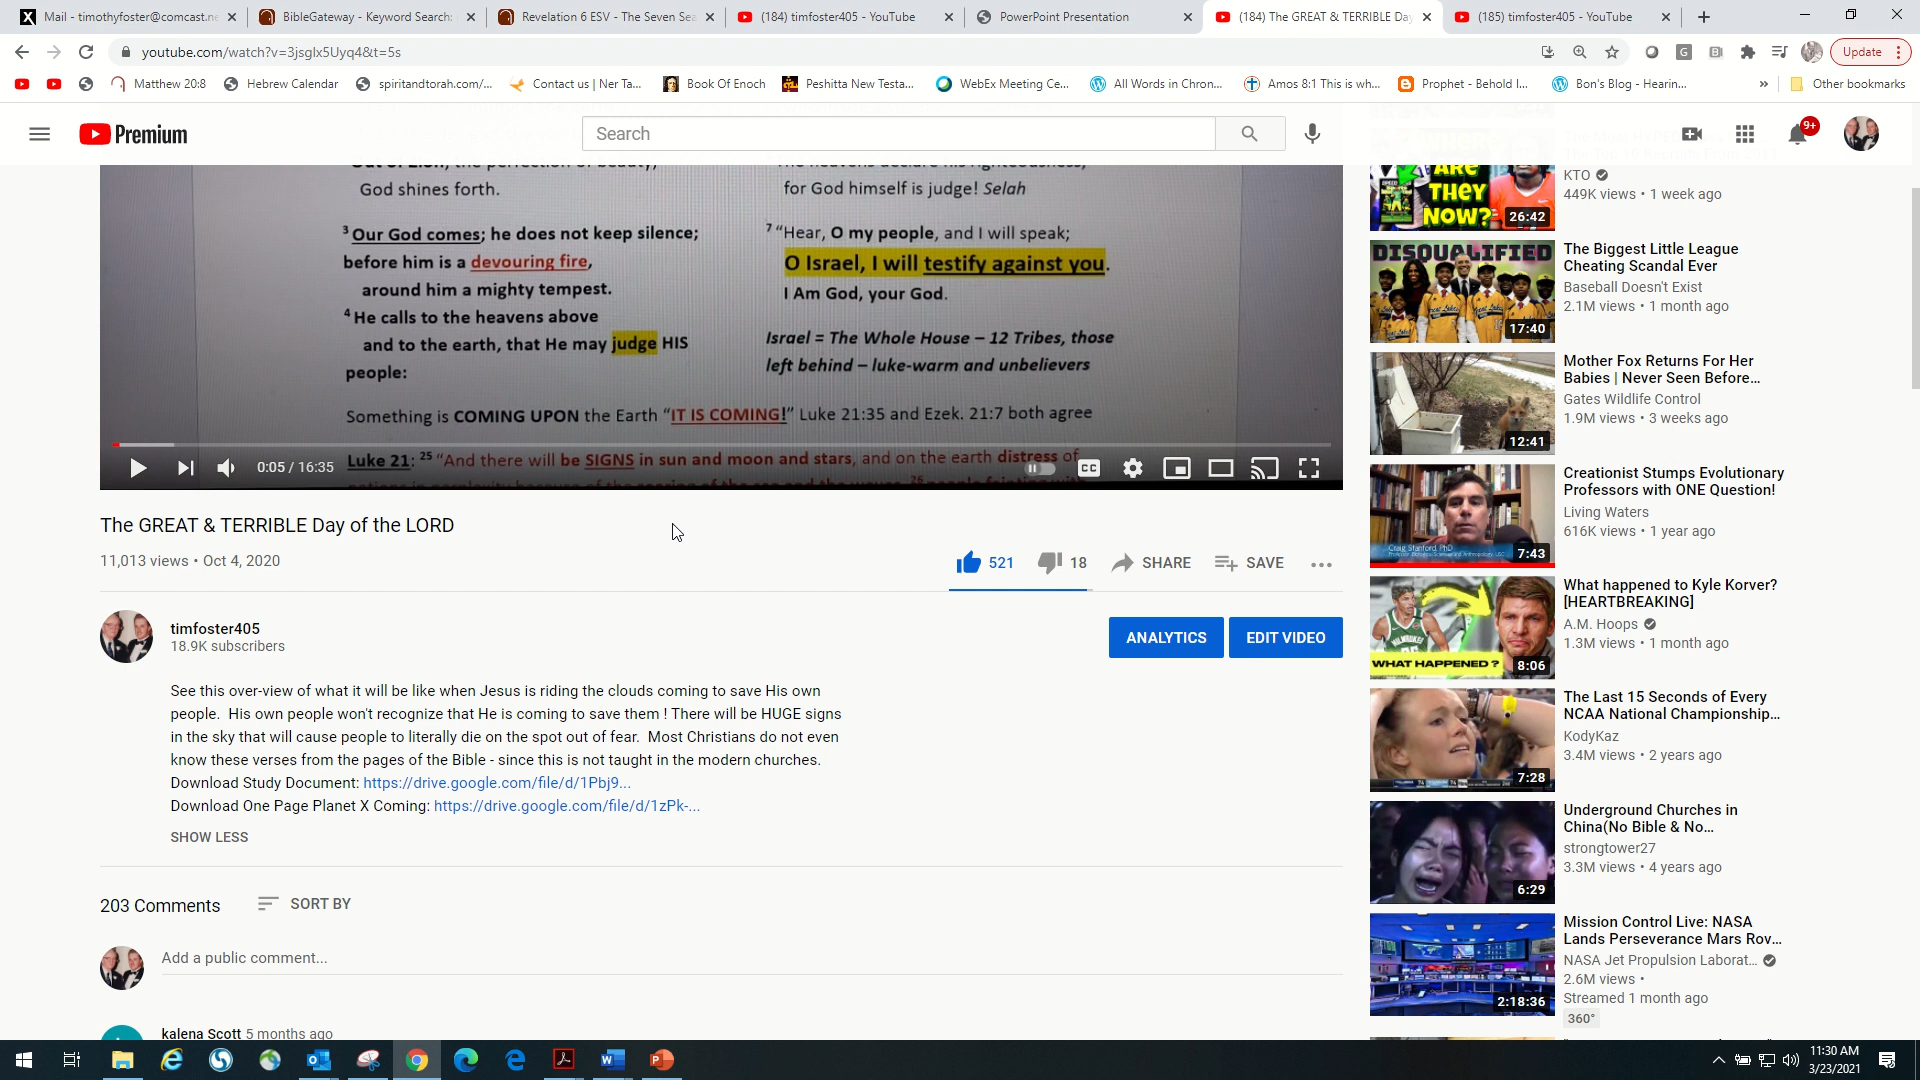 Mail - timothyfoster@comcast.ne
BibleGateway - Keyword Search:
Revelation 6 ESV - The Seven Sea
(184) timfoster405 - YouTube
PowerPoint Presentation
(184) The GREAT & TERRIBLE Day
(185) timfoster405 - YouTube
youtube.com/watch?v=3jsgIx5Uyq4&t=5s
Update
Matthew 20:8
Hebrew Calendar
spiritandtorah.com/...
Contact us | Ner Ta...
Book Of Enoch
Peshitta New Testa...
WebEx Meeting Ce...
All Words in Chron...
Amos 8:1 This is wh...
Prophet - Behold I...
Bon's Blog - Hearin...
Other bookmarks
Premium
Search
9+
God shines forth.
3 Our God comes; he does not keep silence;
before him is a devouring fire,
around him a mighty tempest.
4 He calls to the heavens above
and to the earth, that He may judge HIS
people:
for God himself is judge! Selah
7 "Hear, O my people, and I will speak;
O Israel, I will testify against you.
I Am God, your God.
Israel = The Whole House – 12 Tribes, those
left behind – luke-warm and unbelievers
Something is COMING UPON the Earth "IT IS COMING!" Luke 21:35 and Ezek. 21:7 both agree
Luke 21: 25 "And there will be SIGNS in sun and moon and stars, and on the earth distress of
0:05 / 16:35
CC
The GREAT & TERRIBLE Day of the LORD
11,013 views • Oct 4, 2020
521
18
SHARE
SAVE
timfoster405
18.9K subscribers
ANALYTICS
EDIT VIDEO
See this over-view of what it will be like when Jesus is riding the clouds coming to save His own
people.  His own people won't recognize that He is coming to save them ! There will be HUGE signs
in the sky that will cause people to literally die on the spot out of fear.  Most Christians do not even
know these verses from the pages of the Bible - since this is not taught in the modern churches.
Download Study Document: https://drive.google.com/file/d/1Pbj9...
Download One Page Planet X Coming: https://drive.google.com/file/d/1zPk-...
SHOW LESS
203 Comments
SORT BY
Add a public comment...
kalena Scott 5 months ago
ARE
THEY
NOW?
26:42
KTO
449K views • 1 week ago
DISQUALIFIED
17:40
The Biggest Little League
Cheating Scandal Ever
Baseball Doesn't Exist
2.1M views • 1 month ago
12:41
Mother Fox Returns For Her
Babies | Never Seen Before...
Gates Wildlife Control
1.9M views • 3 weeks ago
Craig Stanford, PhD
7:43
Creationist Stumps Evolutionary
Professors with ONE Question!
Living Waters
616K views • 1 year ago
WHAT HAPPENED ?
8:06
What happened to Kyle Korver?
[HEARTBREAKING]
A.M. Hoops
1.3M views • 1 month ago
7:28
The Last 15 Seconds of Every
NCAA National Championship...
KodyKaz
3.4M views • 2 years ago
6:29
Underground Churches in
China(No Bible & No...
strongtower27
3.3M views • 4 years ago
2:18:36
Mission Control Live: NASA
Lands Perseverance Mars Rov...
NASA Jet Propulsion Laborat...
2.6M views •
Streamed 1 month ago
360°
11:30 AM
3/23/2021